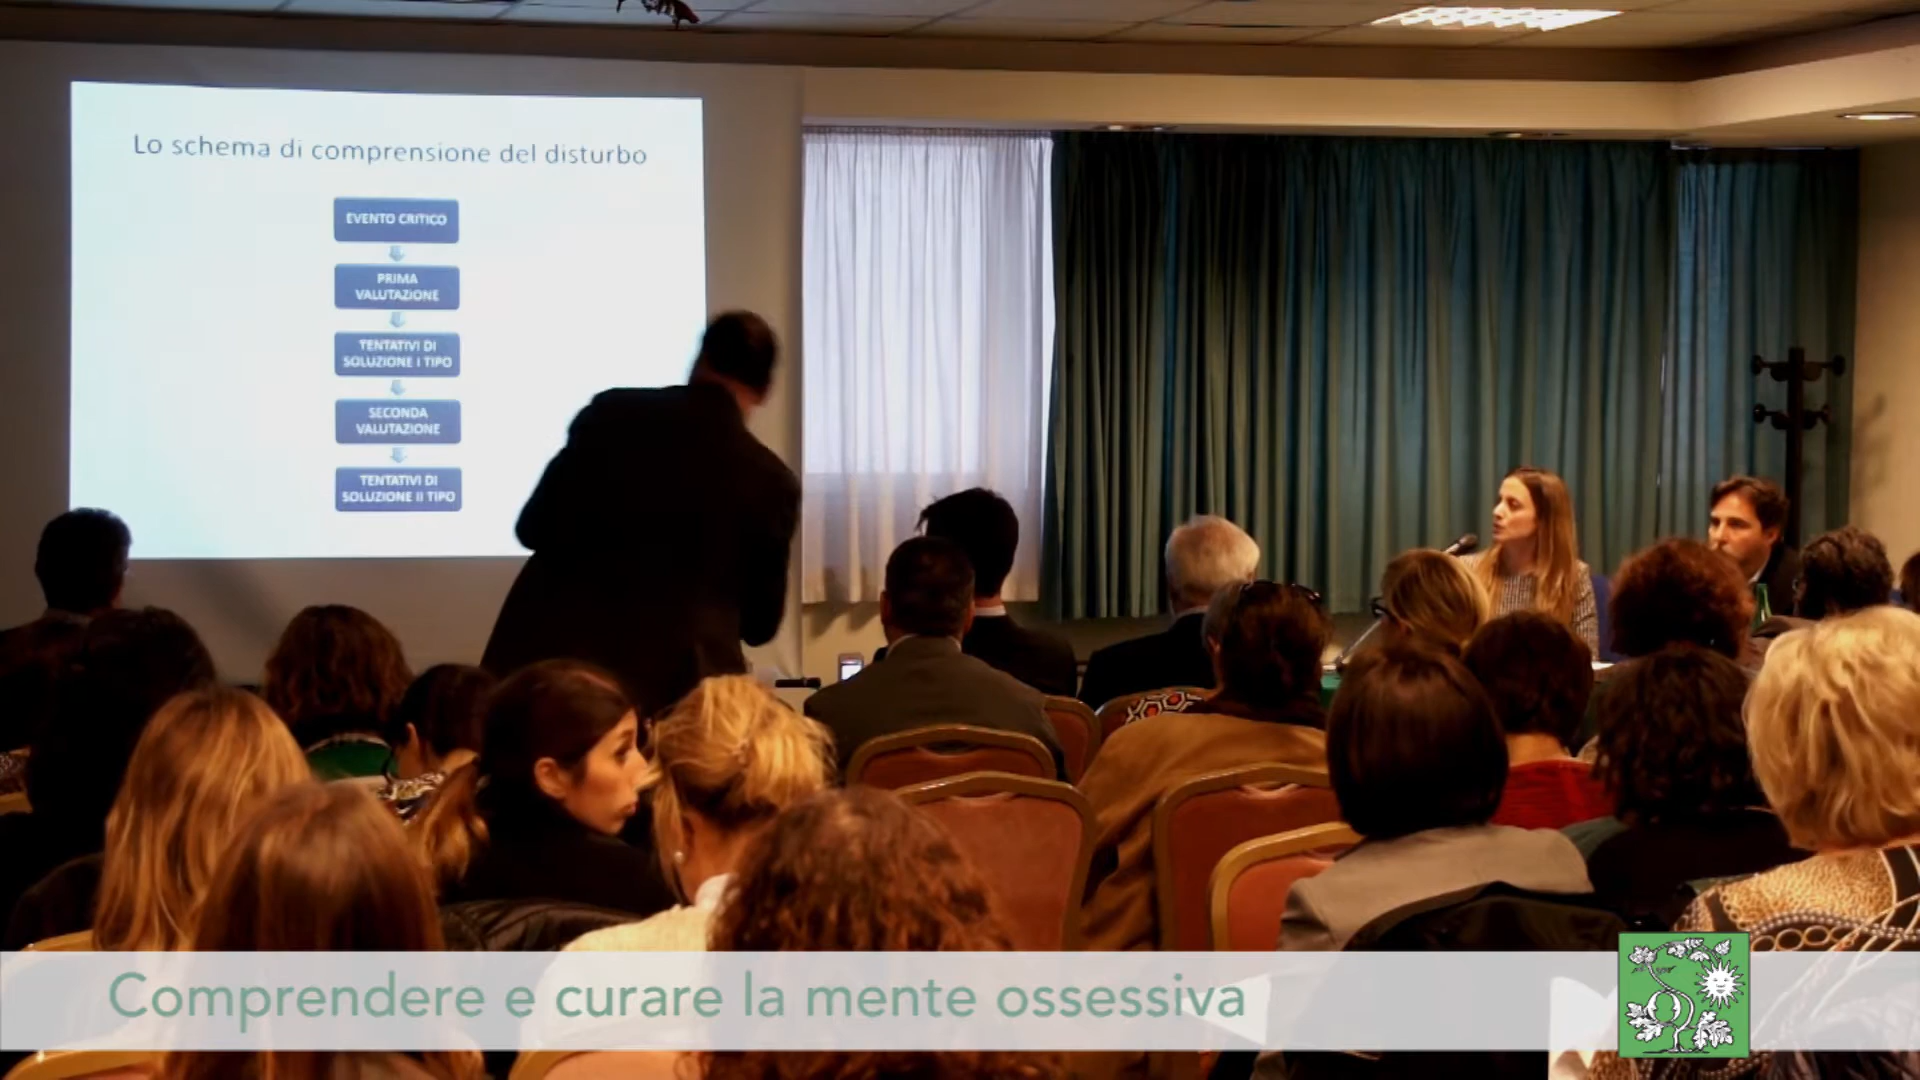 Lo schema di comprensione del disturbo
EVENTO CRITICO
PRIMA
VALUTAZIONE
TENTATIVI DI
SOLUZIONE I TIPO
SECONDA
VALUTAZIONE
TENTATIVI DI
SOLUZIONE II TIPO
Comprendere e curare la mente ossessiva